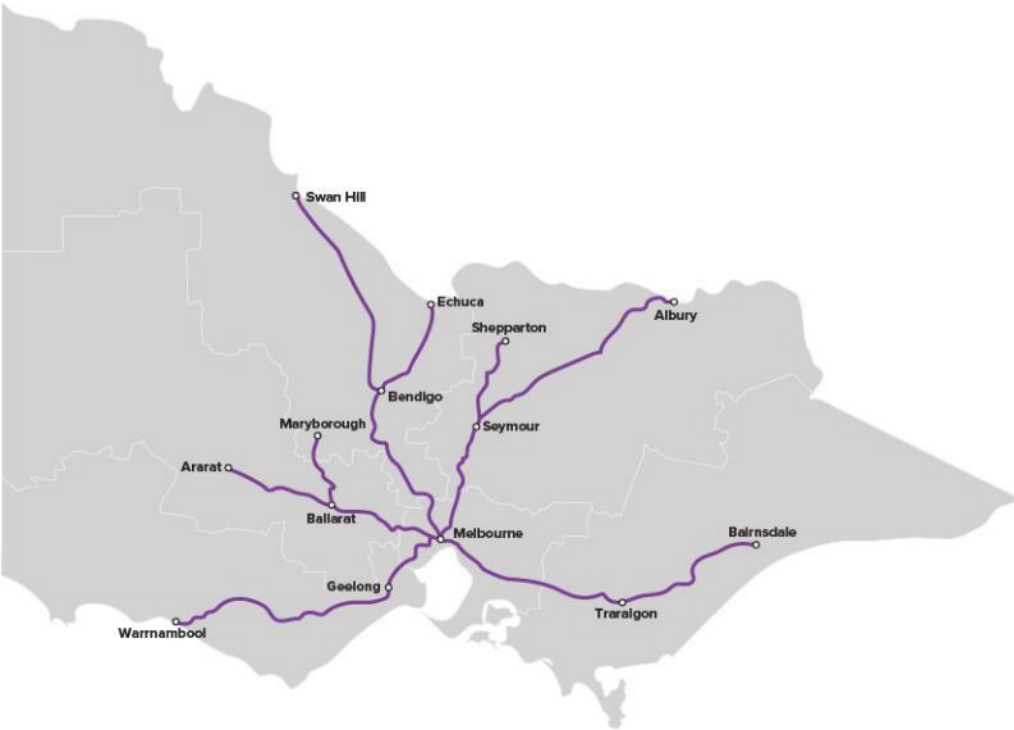 Swan Hill
Echuca
Albury
Shepparton
Bendigo
Maryborough
Seymour
Ararat
Ballarat
Melbourne
Bairnsdale
Geelong
Traralgon
Warrnambool